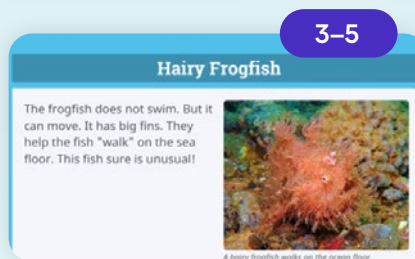 3–5
Hairy Frogfish
The frogfish does not swim. But it
can move. It has big fins. They
help the fish "walk" on the sea
floor. This fish sure is unusual!
A hairy frogfish walks on the ocean floor.